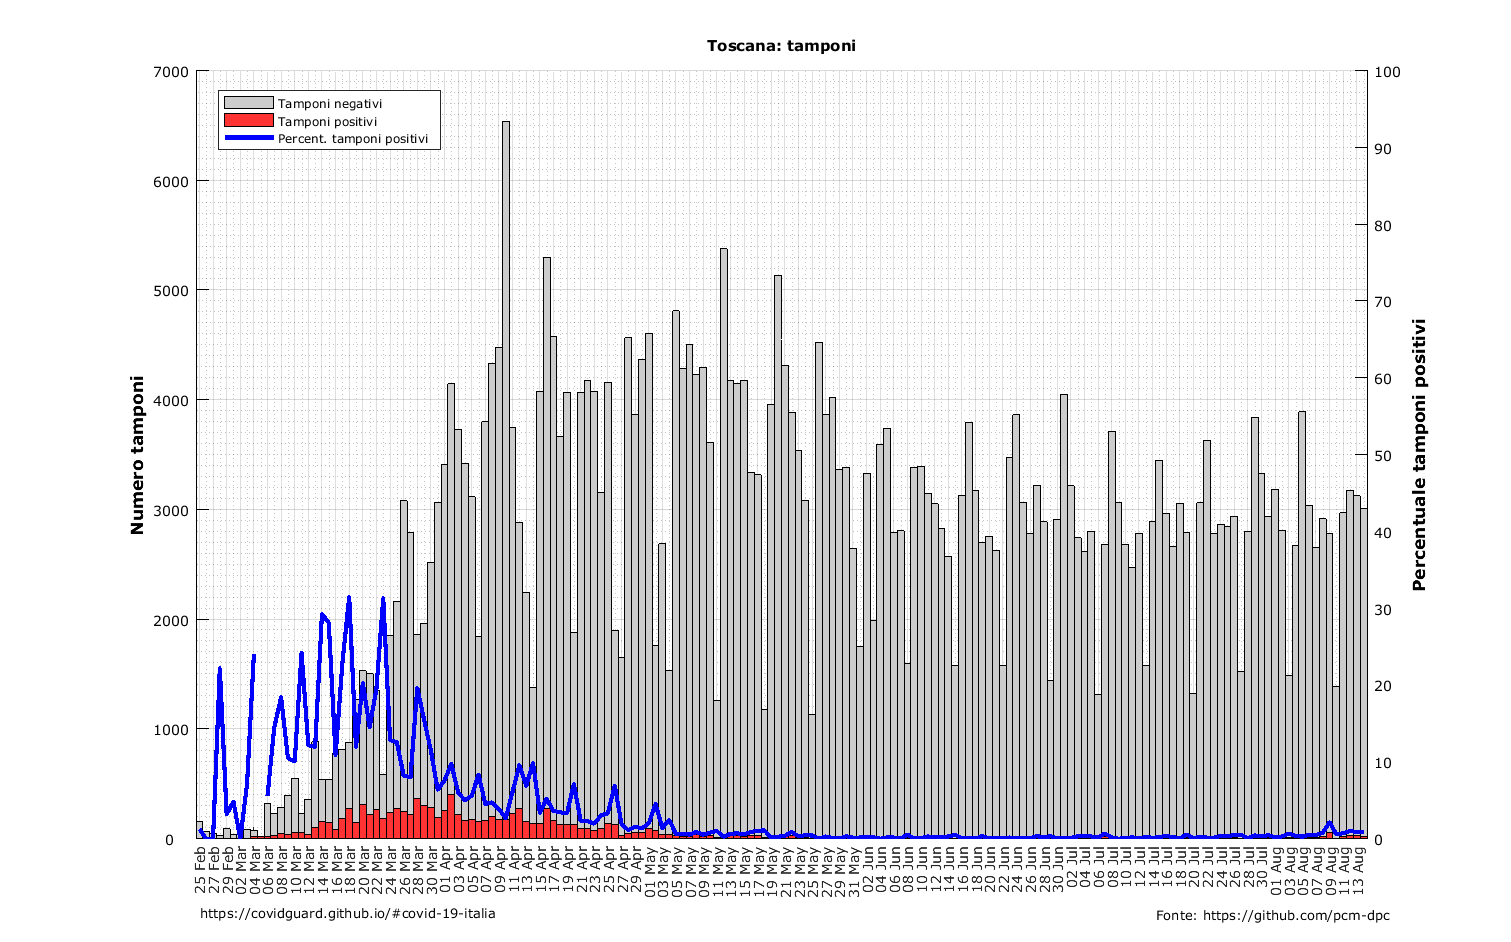 Toscana: tamponi
7000
6000
5000
4000
3000
2000
1000
0
Numero tamponi
Tamponi negativi
Tamponi positivi
Percent. tamponi positivi
100
90
80
70
60
50
40
30
20
10
0
Percentuale tamponi positivi
25 Feb
27 Feb
29 Feb
02 Mar
04 Mar
06 Mar
08 Mar
10 Mar
12 Mar
14 Mar
16 Mar
18 Mar
20 Mar
22 Mar
24 Mar
26 Mar
28 Mar
30 Mar
01 Apr
03 Apr
05 Apr
07 Apr
09 Apr
11 Apr
13 Apr
15 Apr
17 Apr
19 Apr
21 Apr
23 Apr
25 Apr
27 Apr
29 Apr
01 May
03 May
05 May
07 May
09 May
11 May
13 May
15 May
17 May
19 May
21 May
23 May
25 May
27 May
29 May
31 May
02 Jun
04 Jun
06 Jun
08 Jun
10 Jun
12 Jun
14 Jun
16 Jun
18 Jun
20 Jun
22 Jun
24 Jun
26 Jun
28 Jun
30 Jun
02 Jul
04 Jul
06 Jul
08 Jul
10 Jul
12 Jul
14 Jul
16 Jul
18 Jul
20 Jul
22 Jul
24 Jul
26 Jul
28 Jul
30 Jul
01 Aug
03 Aug
05 Aug
07 Aug
09 Aug
11 Aug
13 Aug
https://covidguard.github.io/#covid-19-italia
Fonte: https://github.com/pcm-dpc